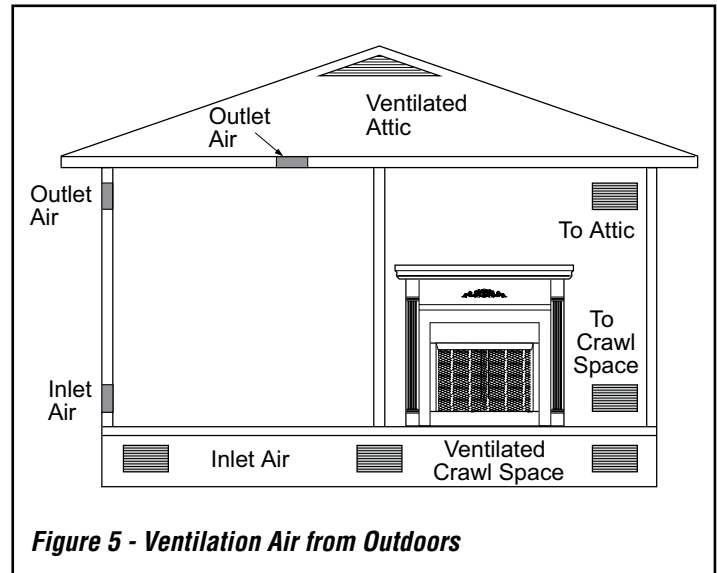 Ventilated
Attic
Outlet
Air
Outlet
Air
To Attic
To
Crawl
Space
Inlet
Air
Inlet Air
Ventilated
Crawl Space
Figure 5 - Ventilation Air from Outdoors